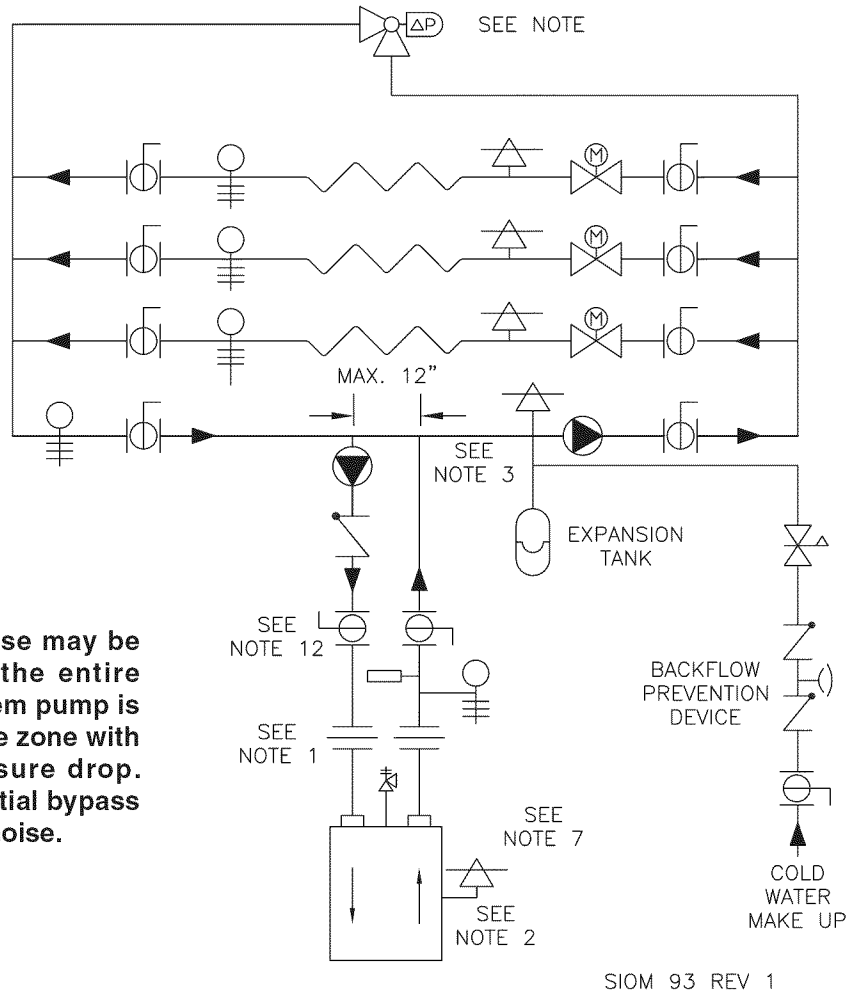 ΔP
SEE NOTE
M
M
M
MAX. 12"
SEE
NOTE 3
EXPANSION
TANK
SEE
NOTE 12
BACKFLOW
PREVENTION
DEVICE
se may be
the entire
em pump is
e zone with
sure drop.
tial bypass
oise.
SEE
NOTE 1
SEE
NOTE 7
SEE
NOTE 2
COLD
WATER
MAKE UP
SIOM 93 REV 1